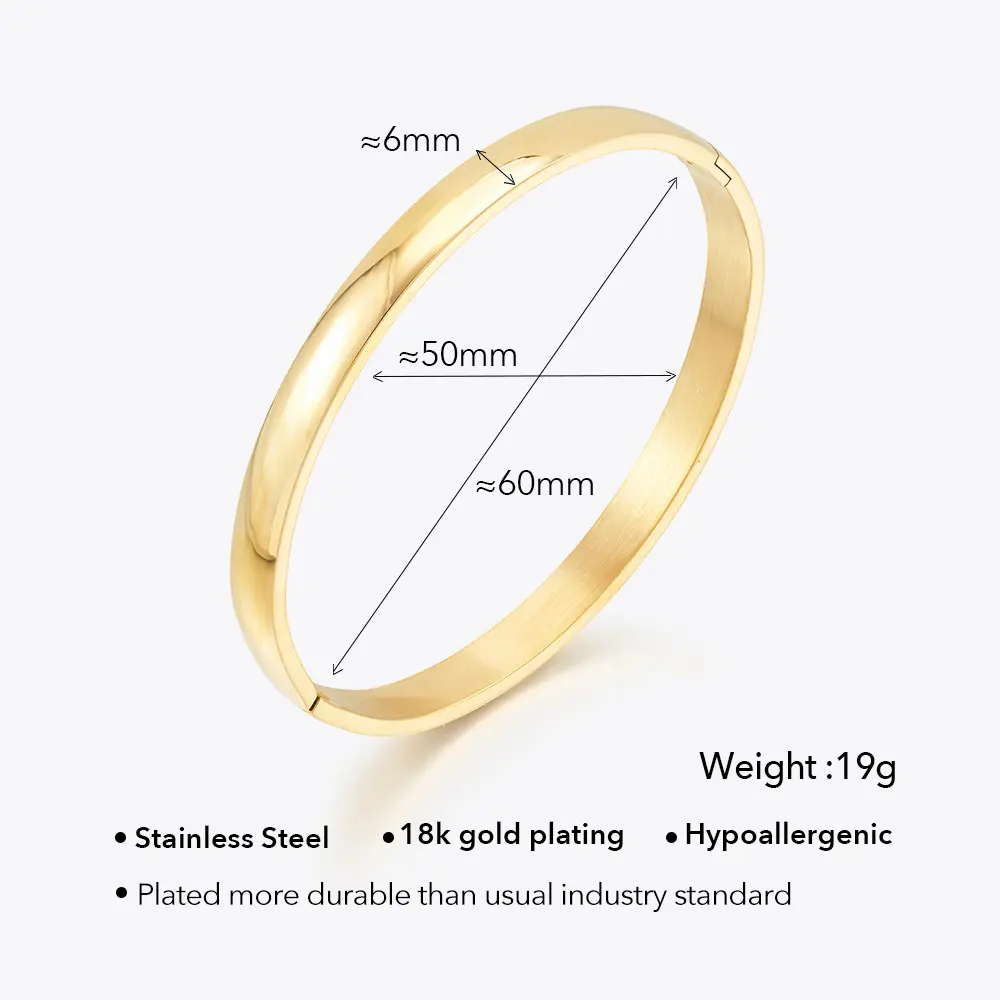 ≈6mm
≈50mm
≈60mm
Weight :19g
• Stainless Steel •18k gold plating • Hypoallergenic
• Plated more durable than usual industry standard